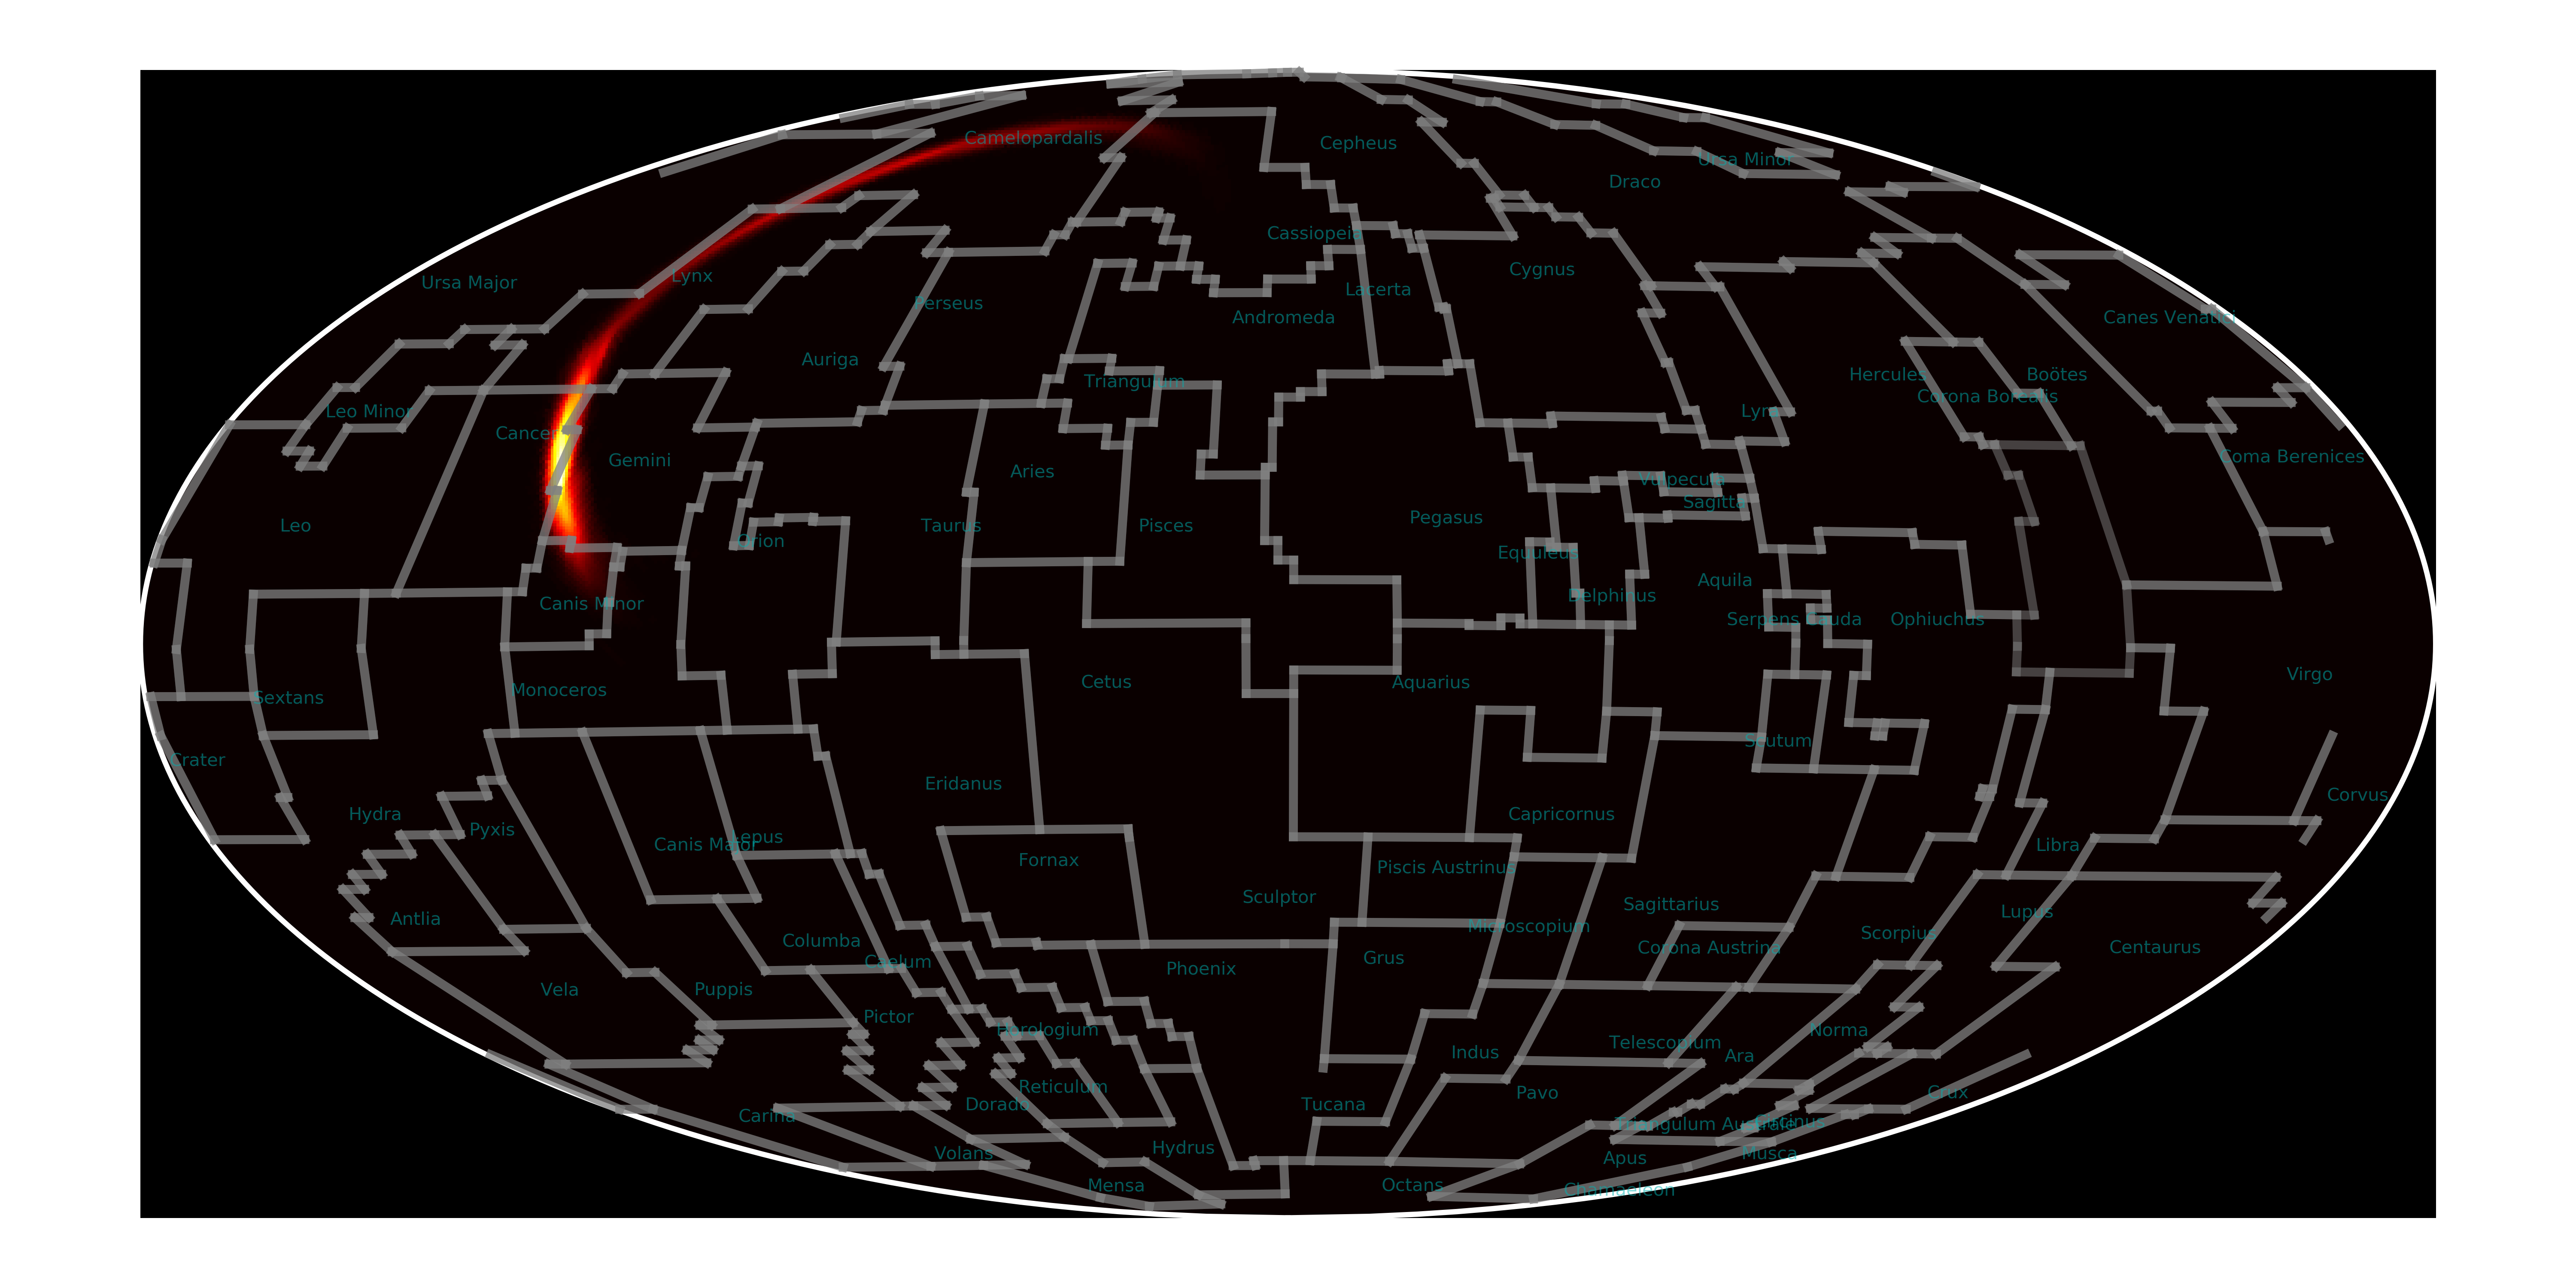 Camelopardalis
Cepheus
Ursa Minor
Draco
Cassiopeia
Cygnus
Lynx
Ursa Major
Lacerta
Perseus
Andromeda
Canes Venatici
Auriga
Triangulum
Hercules
Boötes
Corona Borealis
Leo Minor
Lyra
Cancer
Gemini
Coma Berenices
Aries
Vulpecula
Sagitta
Pegasus
Leo
Taurus
Pisces
Orion
Equuleus
Aquila
Delphinus
Canis Minor
Serpens Cauda
Ophiuchus
Virgo
Cetus
Aquarius
Monoceros
Sextans
Scutum
Crater
Eridanus
Corvus
Hydra
Capricornus
Pyxis
Lepus
Canis Major
Libra
Fornax
Piscis Austrinus
Sculptor
Sagittarius
Lupus
Antlia
Microscopium
Scorpius
Columba
Corona Austrina
Centaurus
Grus
Caelum
Phoenix
Vela
Puppis
Pictor
Horologium
Norma
Telescopium
Indus
Ara
Reticulum
Pavo
Crux
Dorado
Tucana
Carina
Triangulum Australe
Circinus
Hydrus
Volans
Musca
Apus
Mensa
Octans
Chamaeleon